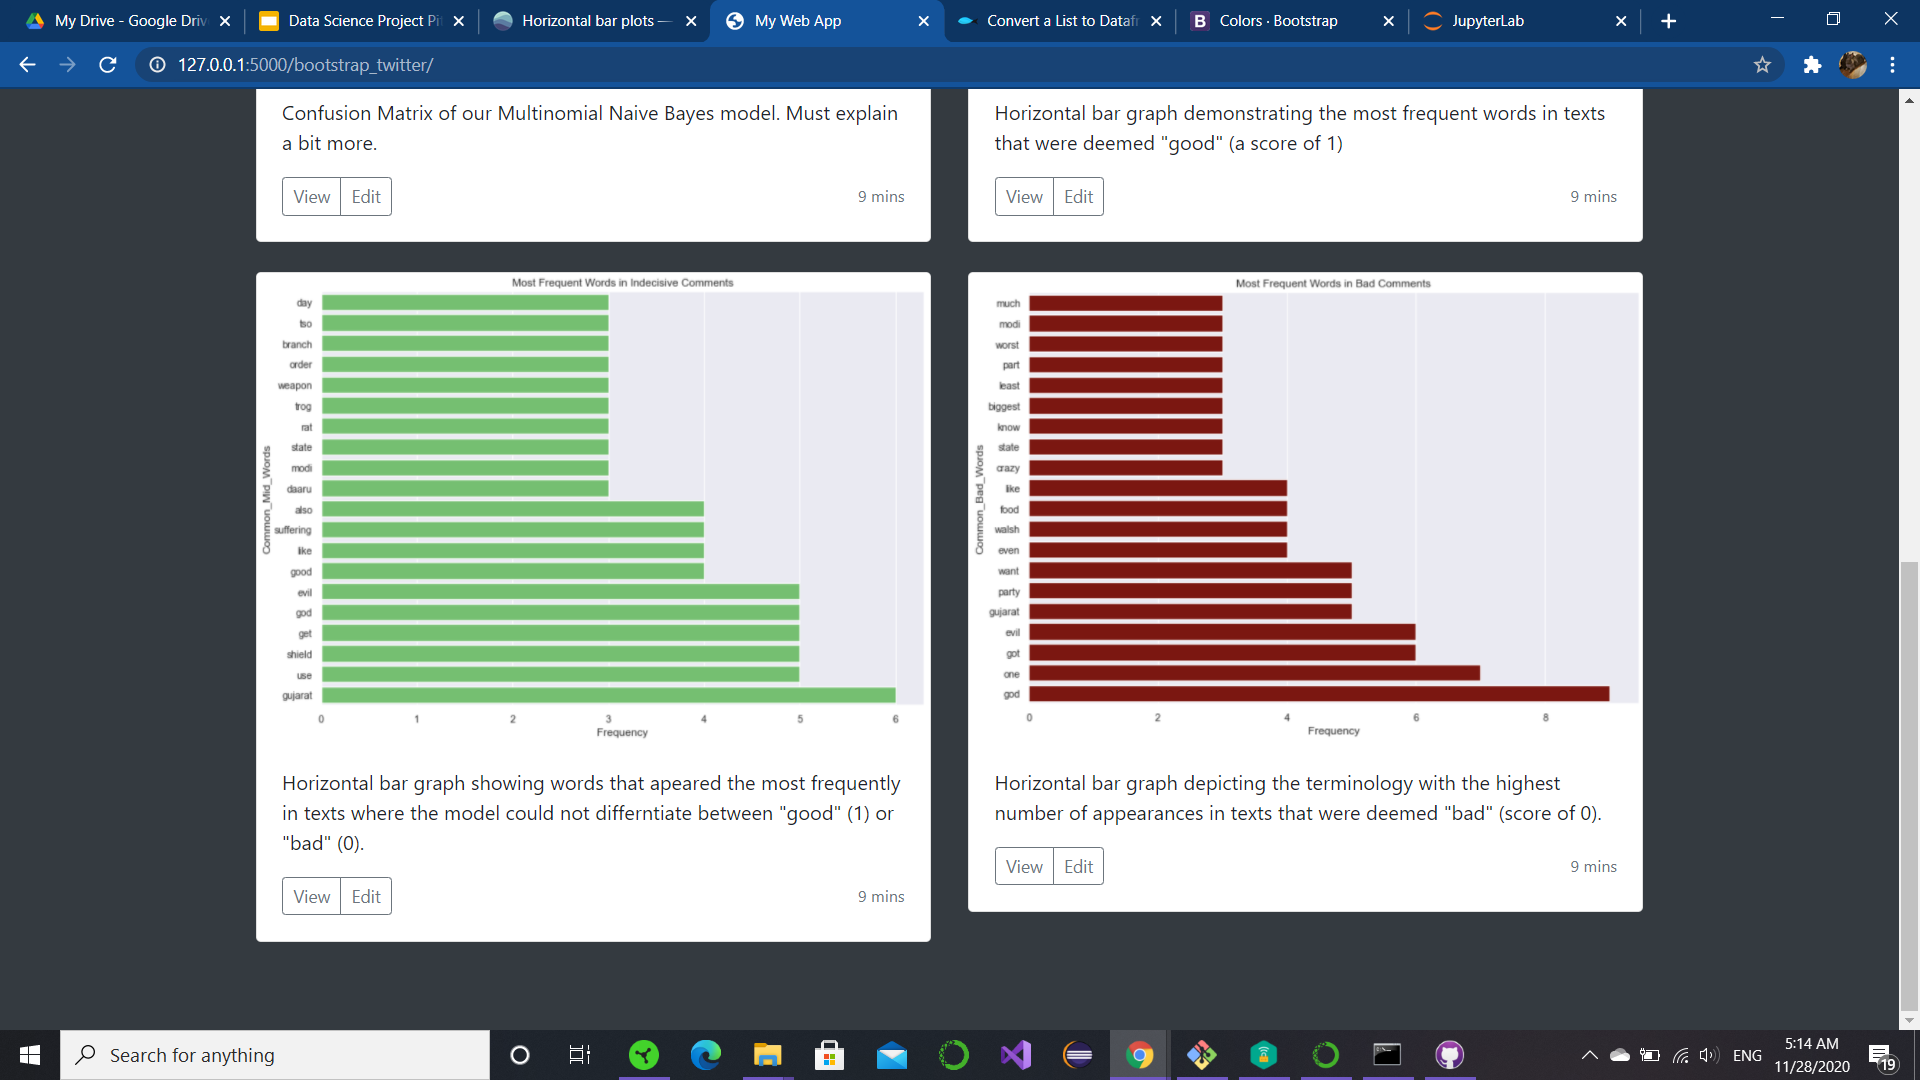 My Drive - Google Driv
Data Science Project Pi
Horizontal bar plots —
My Web App
Convert a List to Datafr
B Colors · Bootstrap
JupyterLab
127.0.0.1:5000/bootstrap_twitter/
Confusion Matrix of our Multinomial Naive Bayes model. Must explain
a bit more.
View Edit 9 mins
Horizontal bar graph demonstrating the most frequent words in texts
that were deemed "good" (a score of 1)
View Edit 9 mins
Most Frequent Words in Indecisive Comments
Common_Mid_Words
day
tso
branch
order
weapon
frog
rat
state
modi
daaru
also
suffering
like
good
evil
god
get
shield
use
gujarat
0 1 2 3 4 5 6
Frequency
Horizontal bar graph showing words that apeared the most frequently
in texts where the model could not differntiate between "good" (1) or
"bad" (0).
View Edit 9 mins
Most Frequent Words in Bad Comments
Common_Bad_Words
much
modi
worst
part
least
biggest
know
state
crazy
like
food
walsh
even
want
party
gujarat
evil
got
one
god
0 2 4 6 8
Frequency
Horizontal bar graph depicting the terminology with the highest
number of appearances in texts that were deemed "bad" (score of 0).
View Edit 9 mins
Search for anything
ENG
5:14 AM
11/28/2020
19